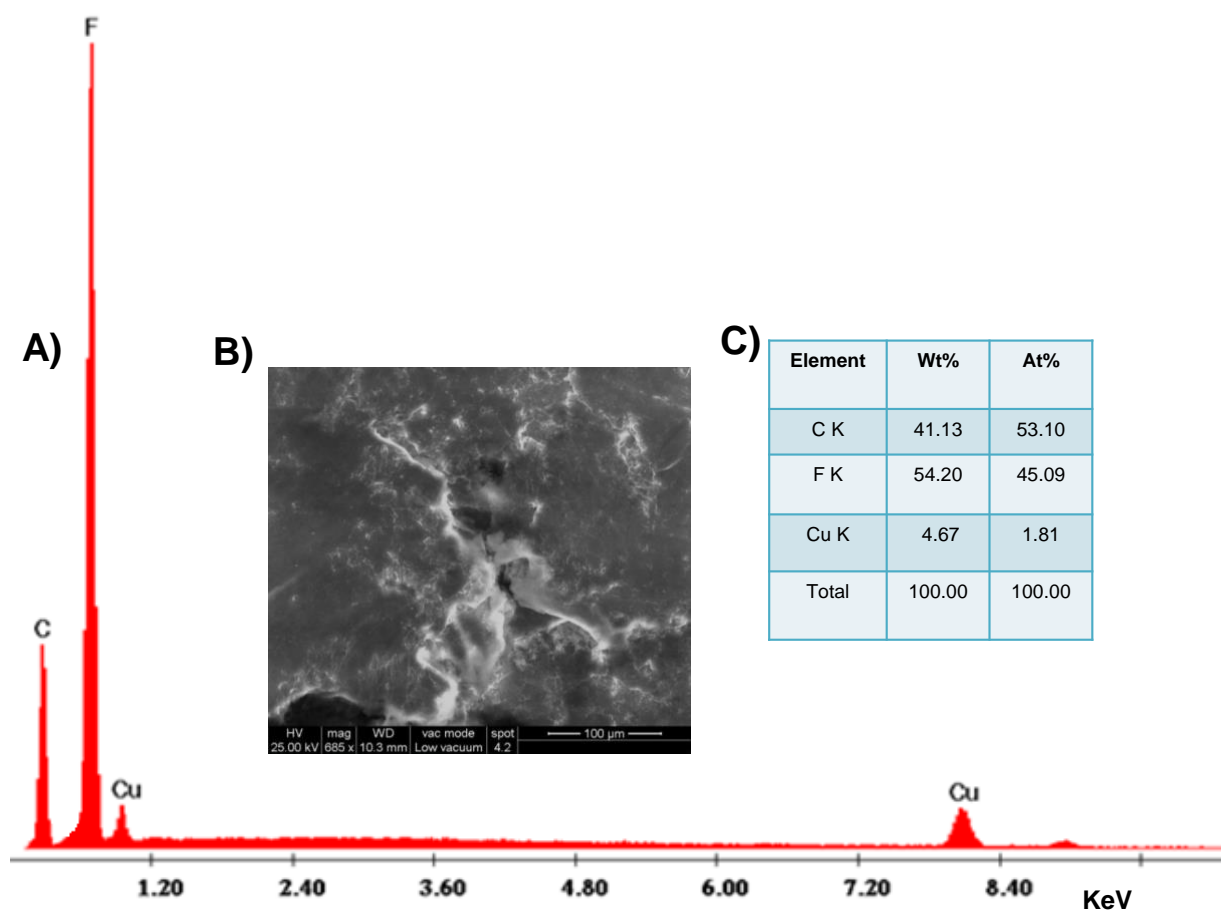 F
A)
B)
C)
Element Wt% At%
C K 41.13 53.10
F K 54.20 45.09
Cu K 4.67 1.81
Total 100.00 100.00
C
HV mag WD vac mode spot
25.00 kV 685 x 10.3 mm Low vacuum 4.2
100 µm
Cu
Cu
1.20 2.40 3.60 4.80 6.00 7.20 8.40
KeV